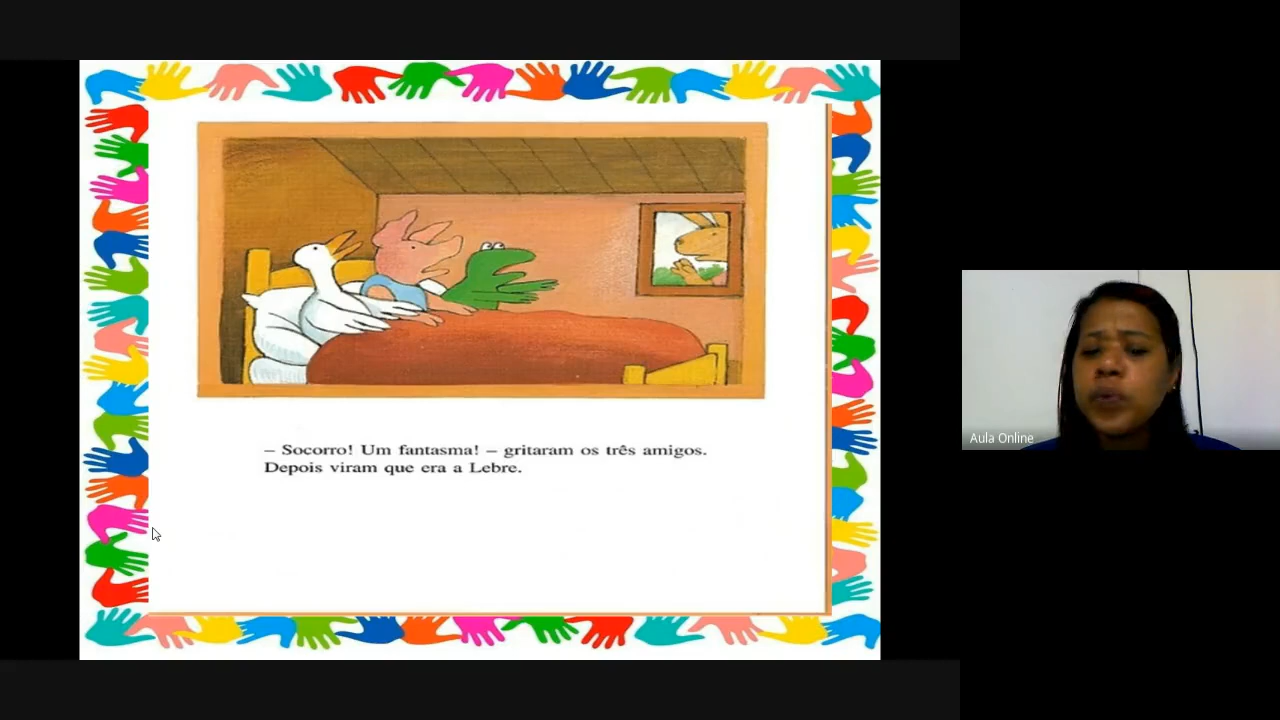 – Socorro! Um fantasma! – gritaram os três amigos.
Depois viram que era a Lebre.
Aula Online